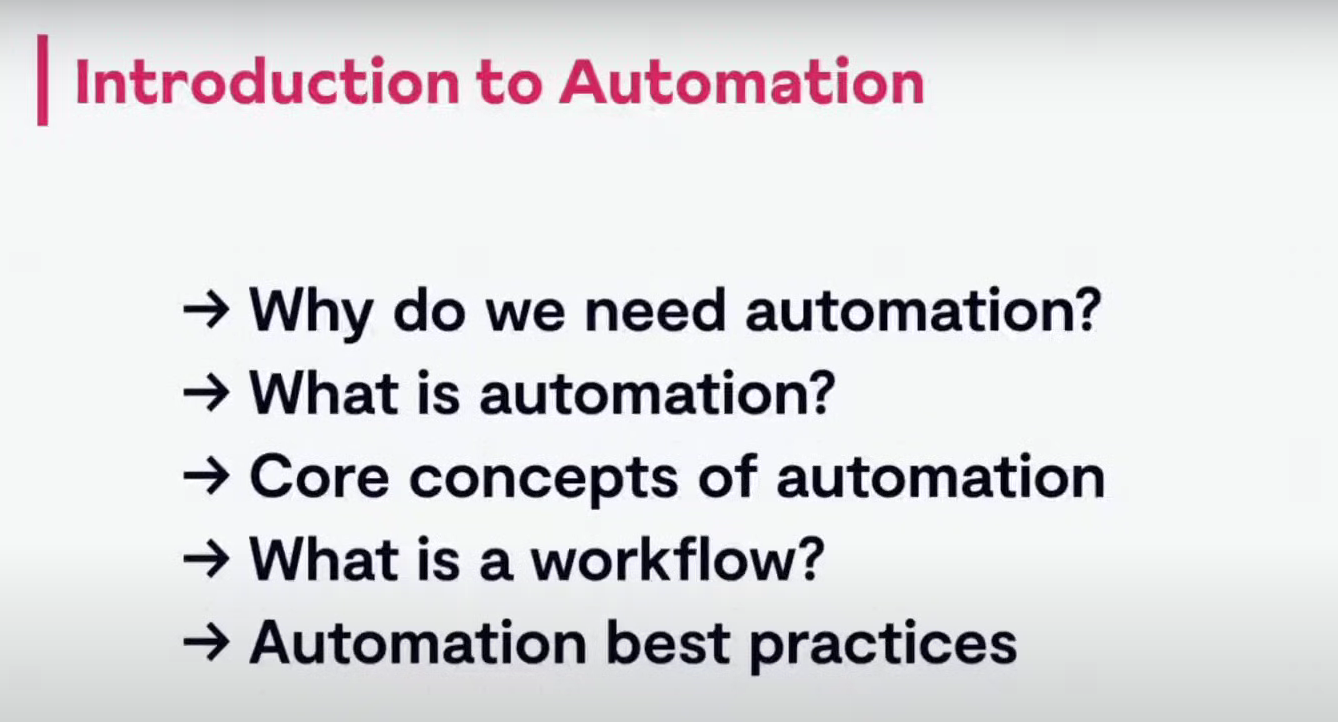 Introduction to Automation
→ Why do we need automation?
→ What is automation?
→ Core concepts of automation
→ What is a workflow?
→ Automation best practices